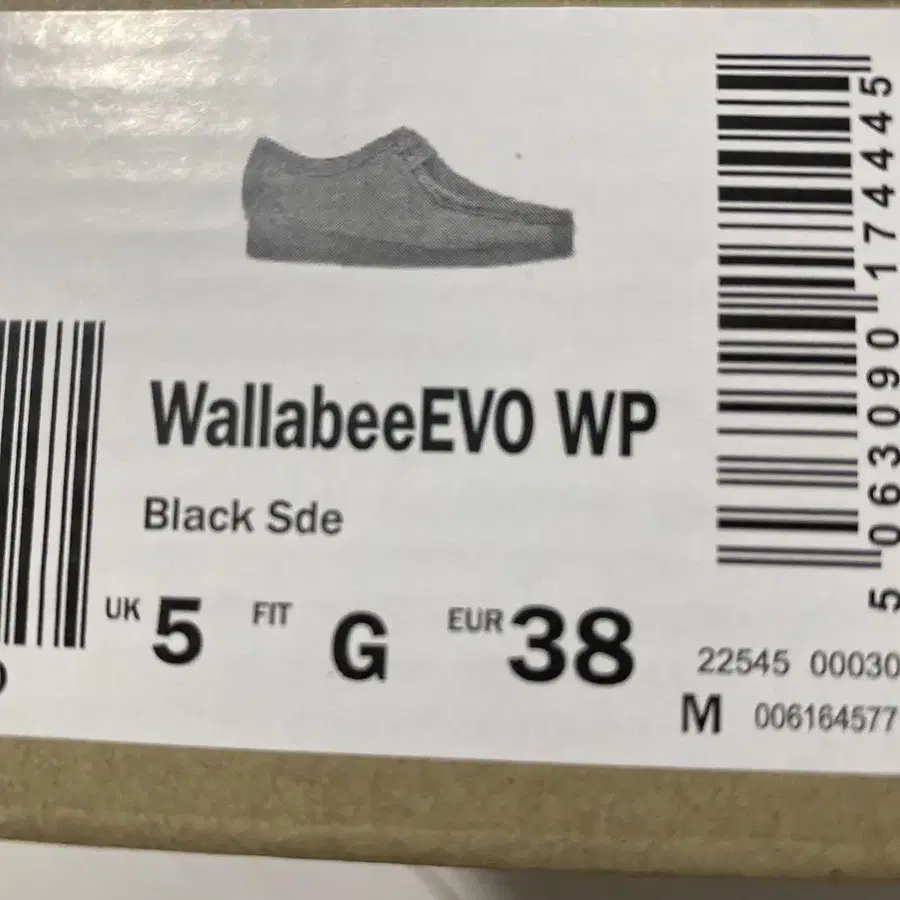 WallabeeEVO WP
Black Sde
UK 5 FIT G EUR 38
22545 00030
M 006164577
5 063090 174445